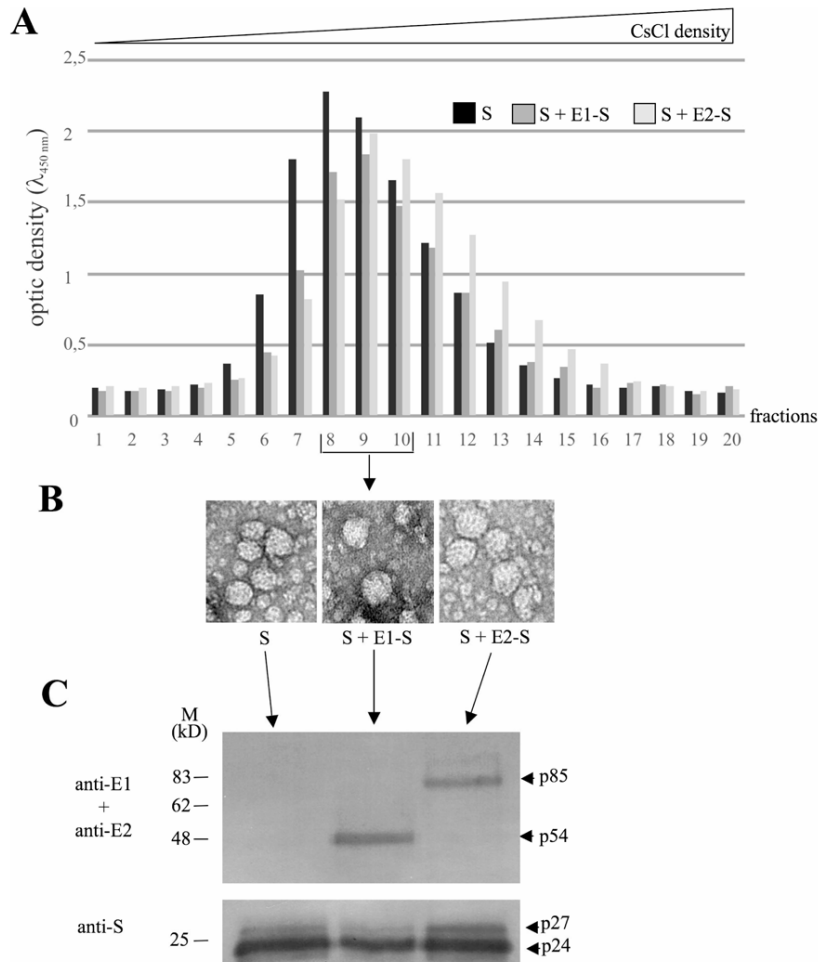 A
CsCl density
2,5
2
1,5
1
0,5
0
optic density (λ450 nm)
S
S + E1-S
S + E2-S
fractions
1 2 3 4 5 6 7 8 9 10 11 12 13 14 15 16 17 18 19 20
B
S
S + E1-S
S + E2-S
C
M
(kD)
anti-E1
+
anti-E2
83
62
48
p85
p54
anti-S
25
p27
p24